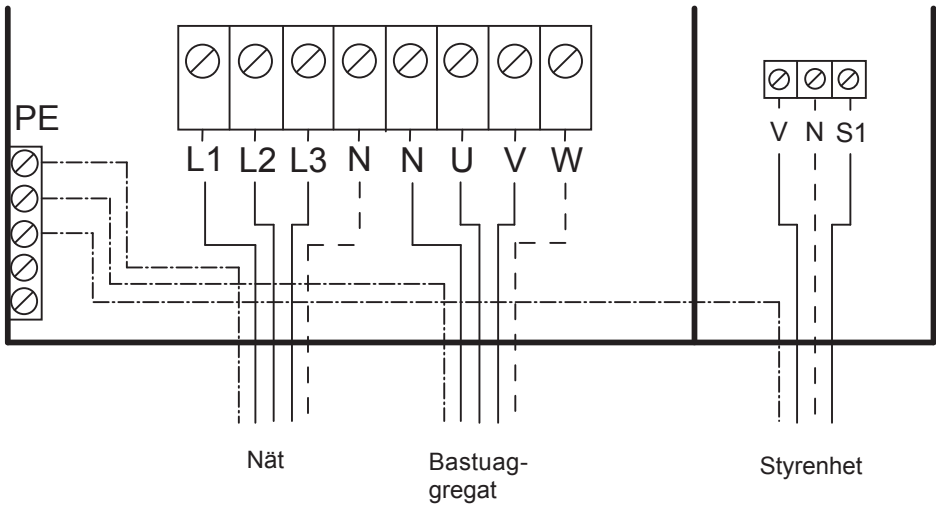 PE
L1 L2 L3 N N U V W
V N S1
Nät
Bastuag-
gregat
Styrenhet